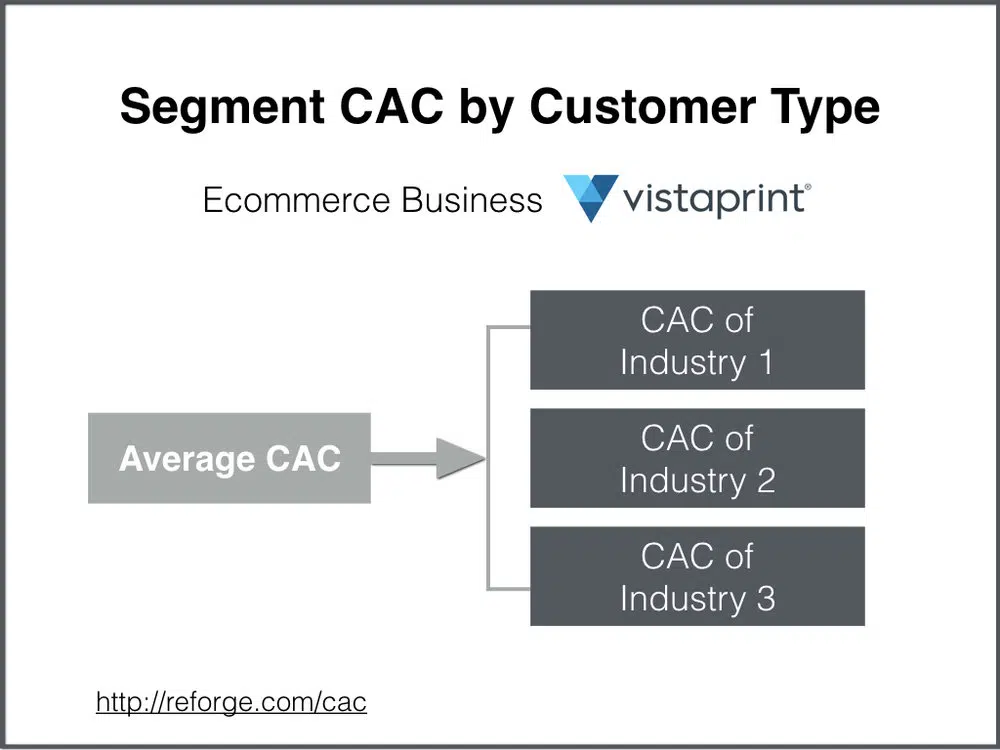 Segment CAC by Customer Type
Ecommerce Business vistaprint®
CAC of
Industry 1
Average CAC
CAC of
Industry 2
CAC of
Industry 3
http://reforge.com/cac